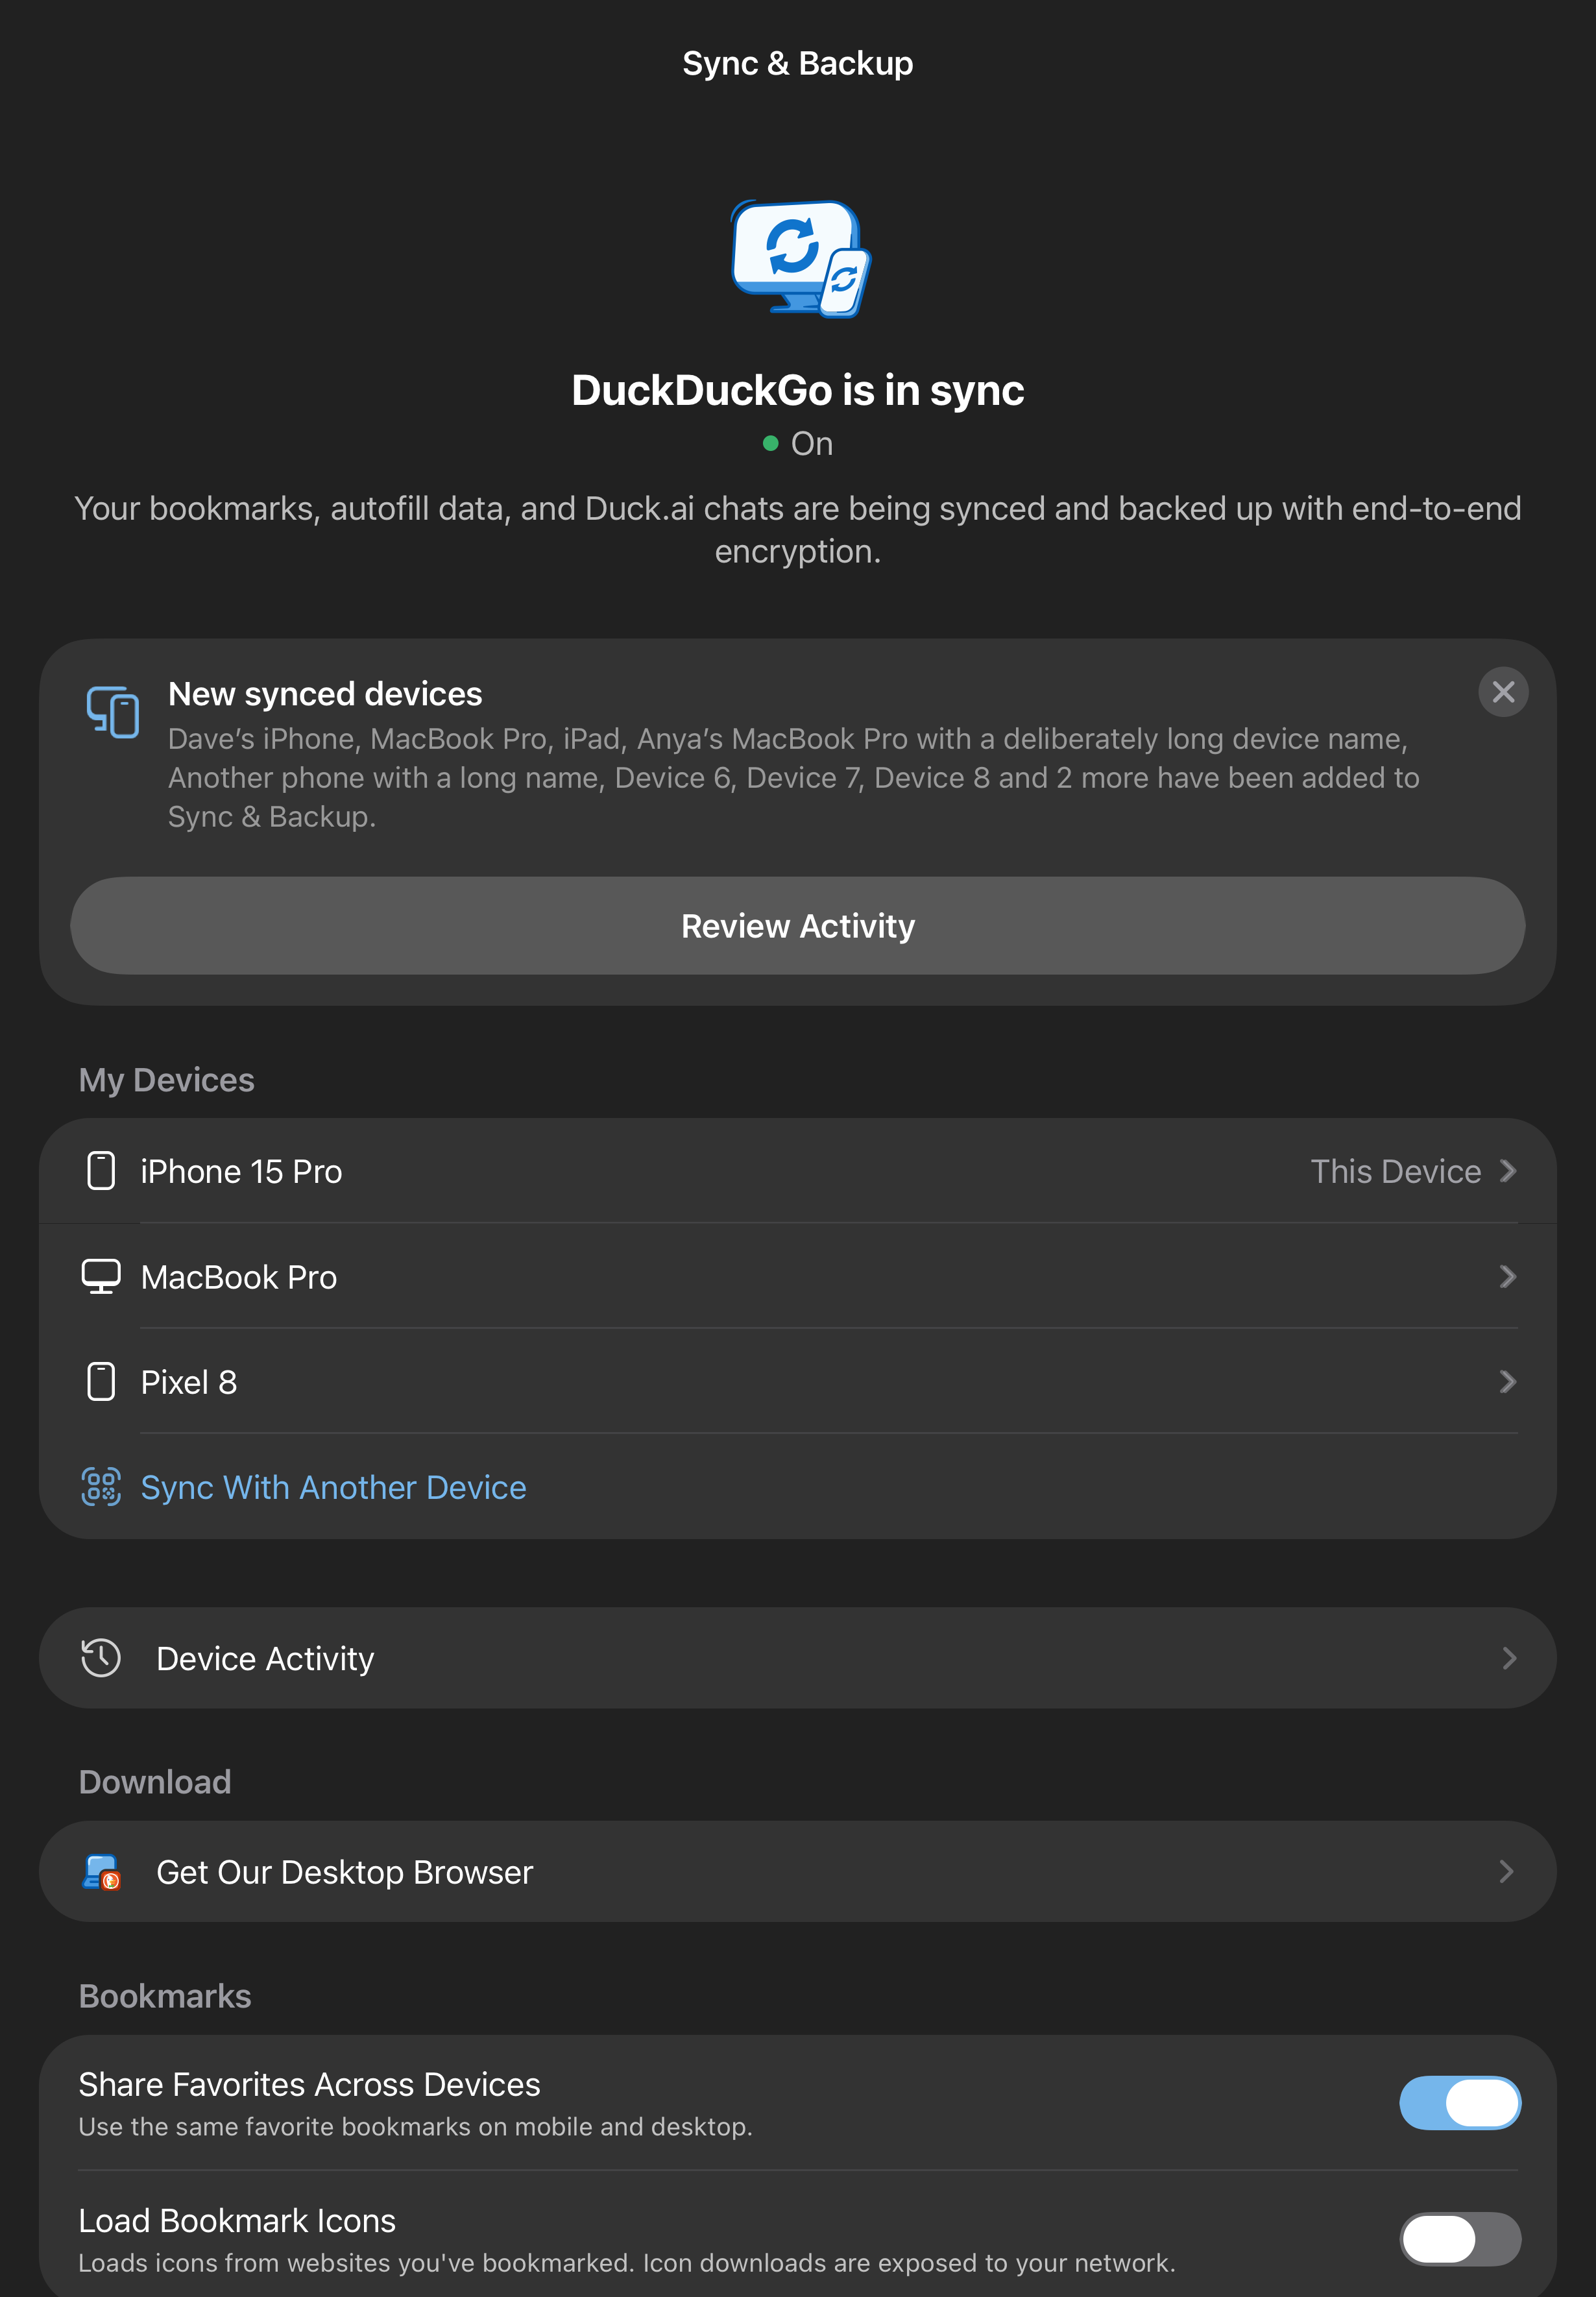 Sync & Backup
DuckDuckGo is in sync
On
Your bookmarks, autofill data, and Duck.ai chats are being synced and backed up with end-to-end
encryption.
New synced devices
Dave’s iPhone, MacBook Pro, iPad, Anya’s MacBook Pro with a deliberately long device name,
Another phone with a long name, Device 6, Device 7, Device 8 and 2 more have been added to
Sync & Backup.
Review Activity
My Devices
iPhone 15 Pro This Device
MacBook Pro
Pixel 8
Sync With Another Device
Device Activity
Download
Get Our Desktop Browser
Bookmarks
Share Favorites Across Devices
Use the same favorite bookmarks on mobile and desktop.
Load Bookmark Icons
Loads icons from websites you've bookmarked. Icon downloads are exposed to your network.